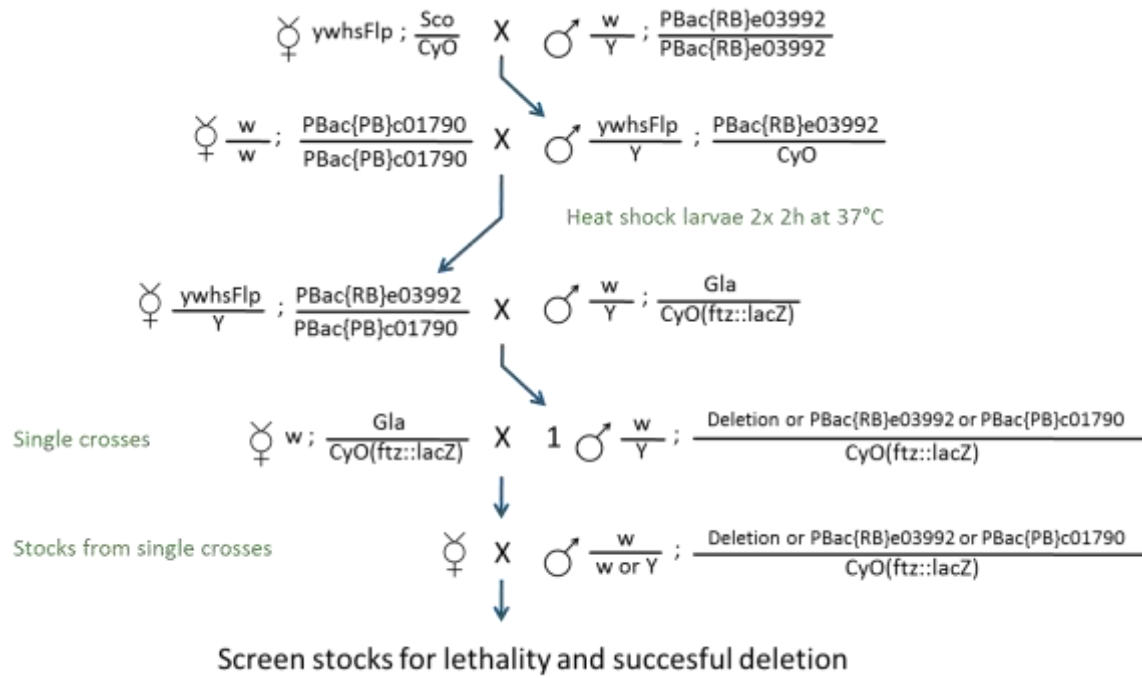 ywhsFlp ; Sco/CyO X w/Y ; PBac{RB}e03992/PBac{RB}e03992
w/w ; PBac{PB}c01790/PBac{PB}c01790 X ywhsFlp/Y ; PBac{RB}e03992/CyO
Heat shock larvae 2x 2h at 37°C
ywhsFlp/Y ; PBac{RB}e03992/PBac{PB}c01790 X w/Y ; Gla/CyO(ftz::lacZ)
Single crosses w ; Gla/CyO(ftz::lacZ) X 1 w/Y ; Deletion or PBac{RB}e03992 or PBac{PB}c01790/CyO(ftz::lacZ)
Stocks from single crosses X w/w or Y ; Deletion or PBac{RB}e03992 or PBac{PB}c01790/CyO(ftz::lacZ)
Screen stocks for lethality and succesful deletion